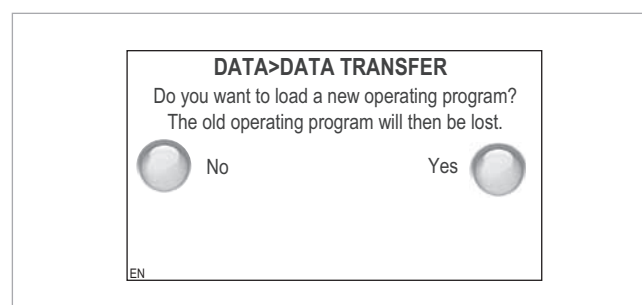 DATA>DATA TRANSFER
Do you want to load a new operating program?
The old operating program will then be lost.
No Yes
EN